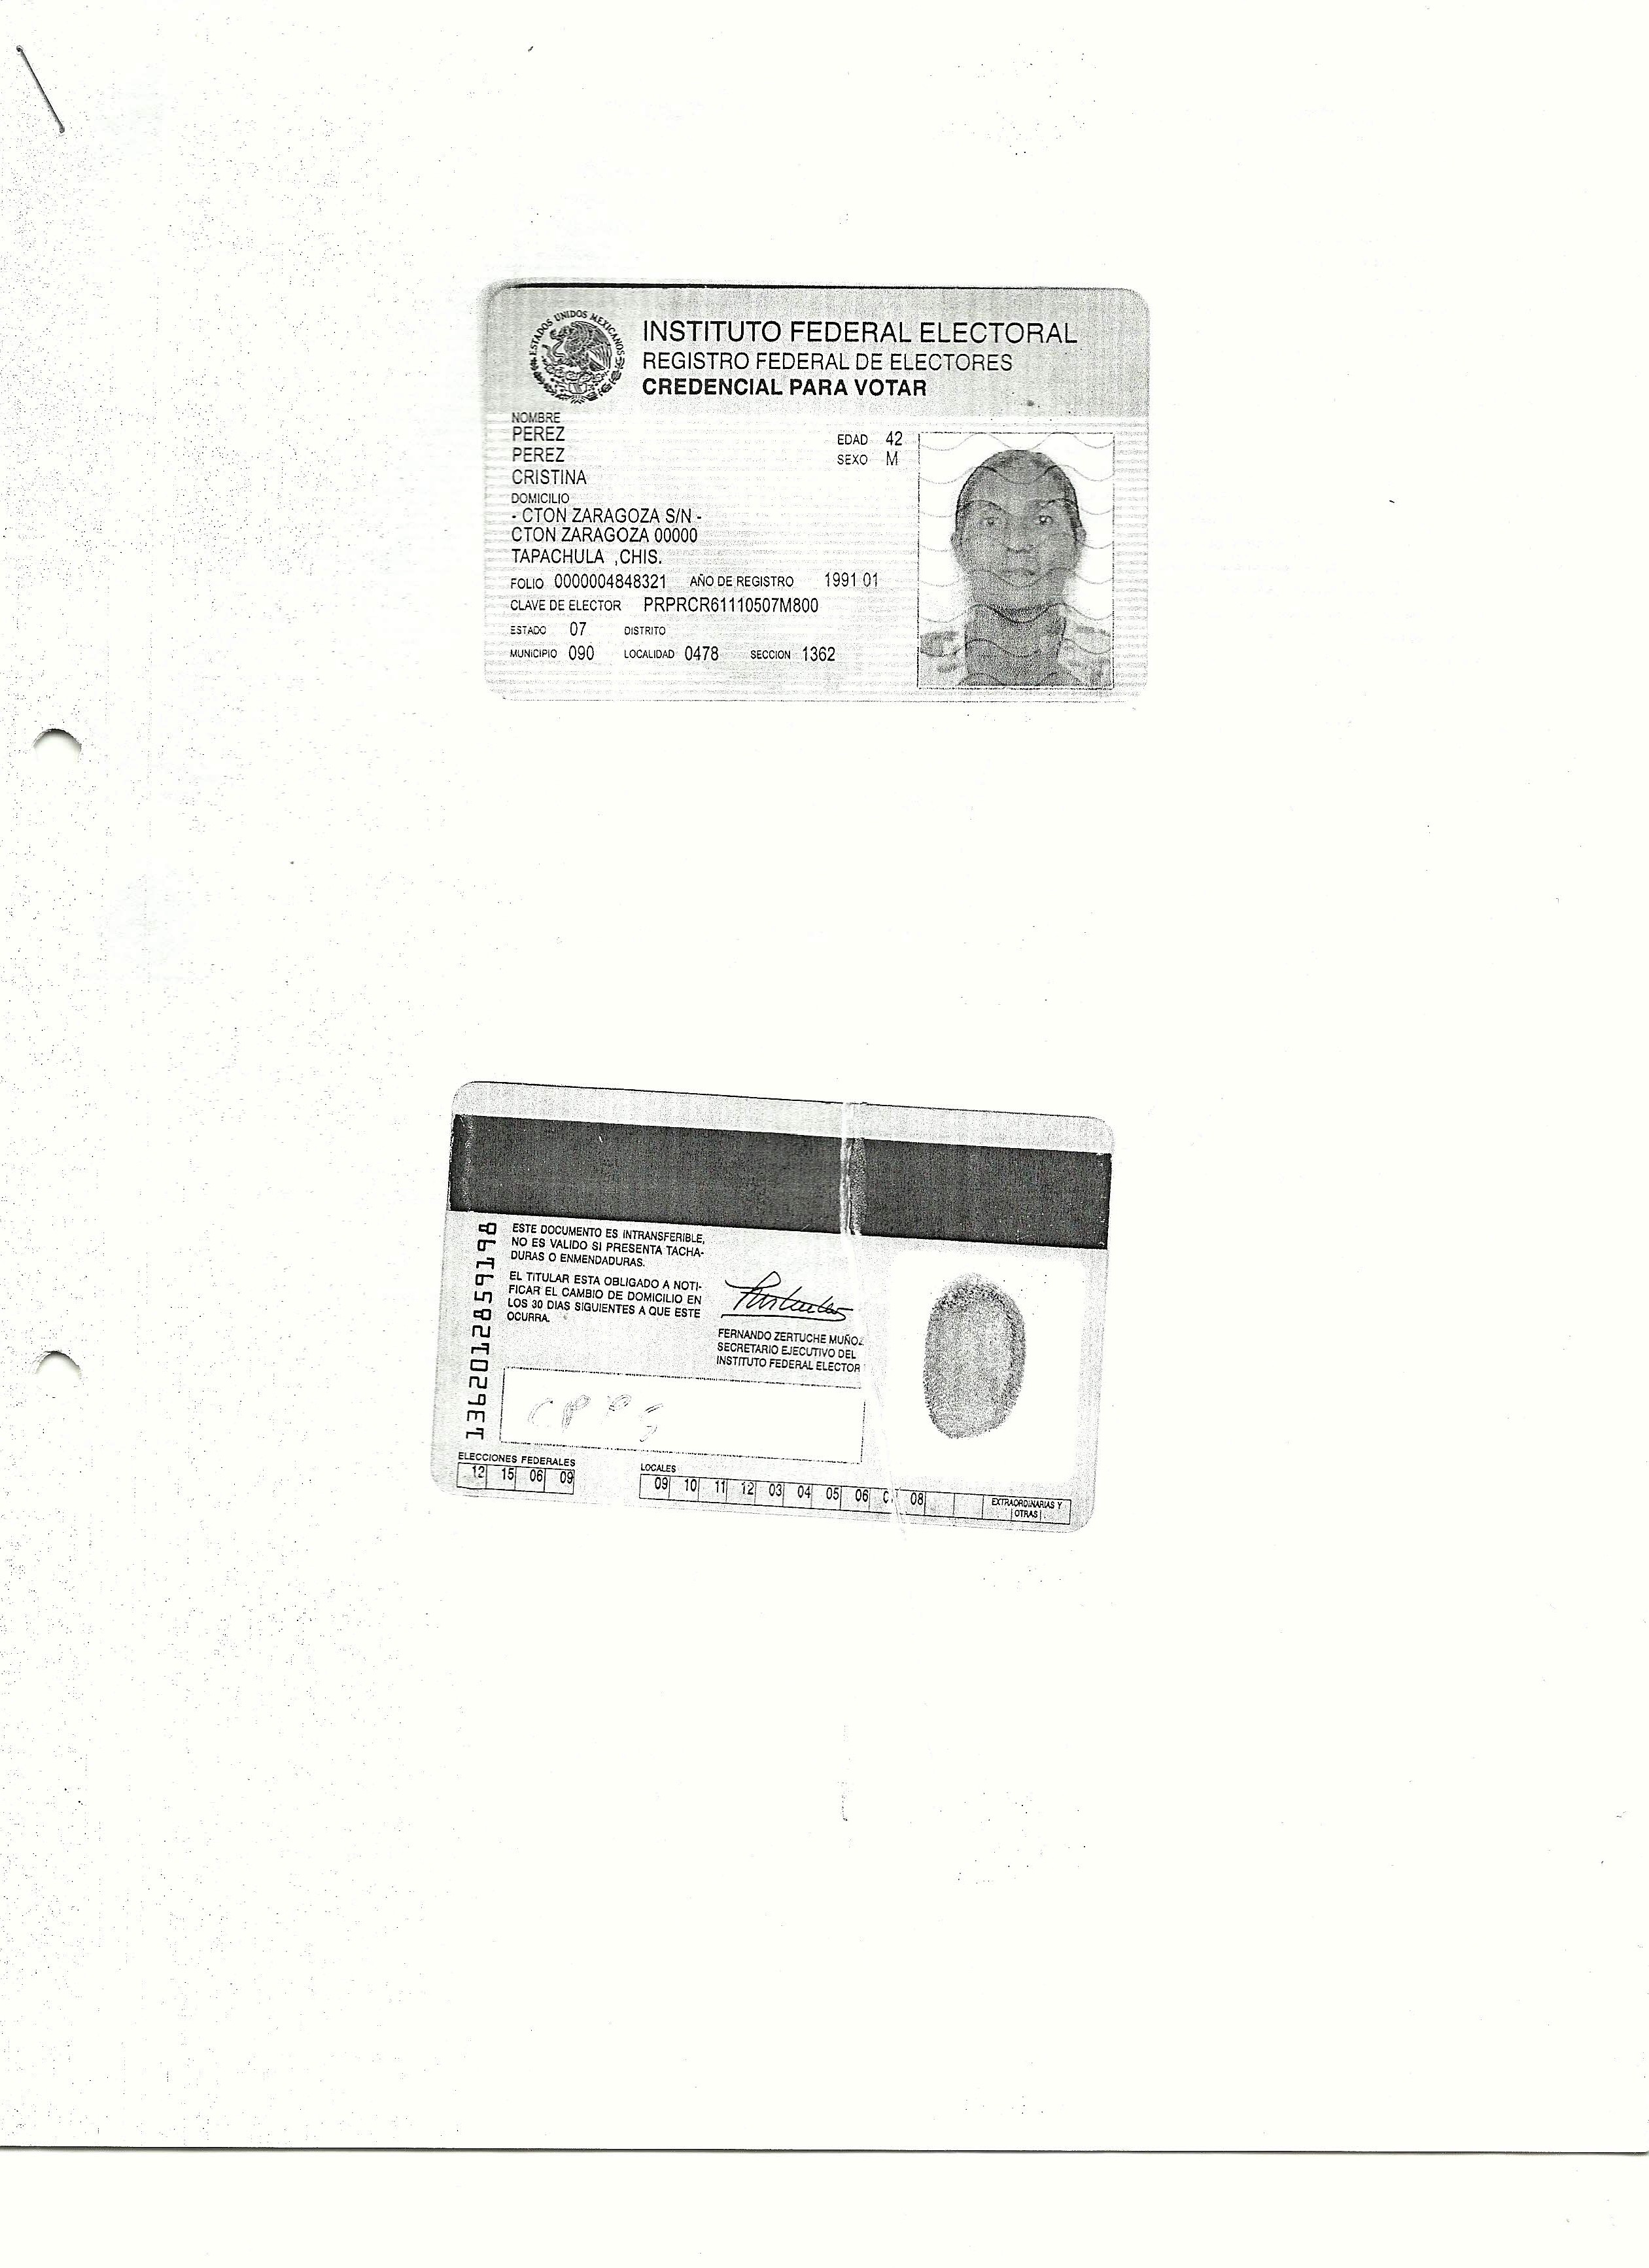 ESTADOS UNIDOS MEXICANOS
INSTITUTO FEDERAL ELECTORAL
REGISTRO FEDERAL DE ELECTORES
CREDENCIAL PARA VOTAR
NOMBRE
PEREZ
PEREZ
CRISTINA
EDAD 42
SEXO M
DOMICILIO
- CTON ZARAGOZA S/N -
CTON ZARAGOZA 00000
TAPACHULA ,CHIS.
FOLIO 0000004848321 AÑO DE REGISTRO 1991 01
CLAVE DE ELECTOR PRPRCR61110507M800
ESTADO 07 DISTRITO
MUNICIPIO 090 LOCALIDAD 0478 SECCION 1362
1362012859198
ESTE DOCUMENTO ES INTRANSFERIBLE,
NO ES VALIDO SI PRESENTA TACHA-
DURAS O ENMENDADURAS.
EL TITULAR ESTA OBLIGADO A NOTI-
FICAR EL CAMBIO DE DOMICILIO EN
LOS 30 DIAS SIGUIENTES A QUE ESTE
OCURRA.
FERNANDO ZERTUCHE MUÑOZ
SECRETARIO EJECUTIVO DEL
INSTITUTO FEDERAL ELECTOR
C P P
ELECCIONES FEDERALES
12 15 06 09
LOCALES
09 10 11 12 03 04 05 06 08
EXTRAORDINARIAS Y
OTRAS